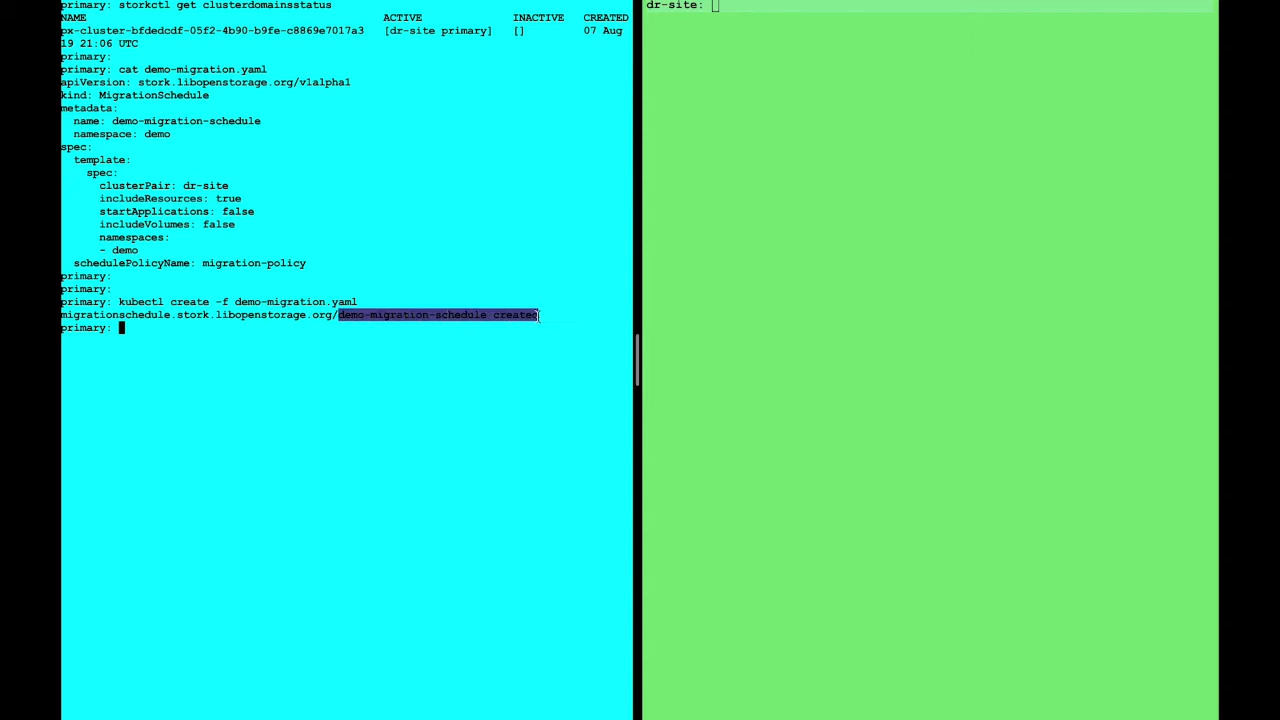 primary: storkctl get clusterdomainsstatus
NAME ACTIVE INACTIVE CREATED
px-cluster-bfdedcdf-05f2-4b90-b9fe-c8869e7017a3 [dr-site primary] [] 07 Aug
19 21:06 UTC
primary:
primary: cat demo-migration.yaml
apiVersion: stork.libopenstorage.org/v1alpha1
kind: MigrationSchedule
metadata:
  name: demo-migration-schedule
  namespace: demo
spec:
  template:
    spec:
      clusterPair: dr-site
      includeResources: true
      startApplications: false
      includeVolumes: false
      namespaces:
      - demo
  schedulePolicyName: migration-policy
primary:
primary:
primary: kubectl create -f demo-migration.yaml
migrationschedule.stork.libopenstorage.org/demo-migration-schedule created
primary:
dr-site: